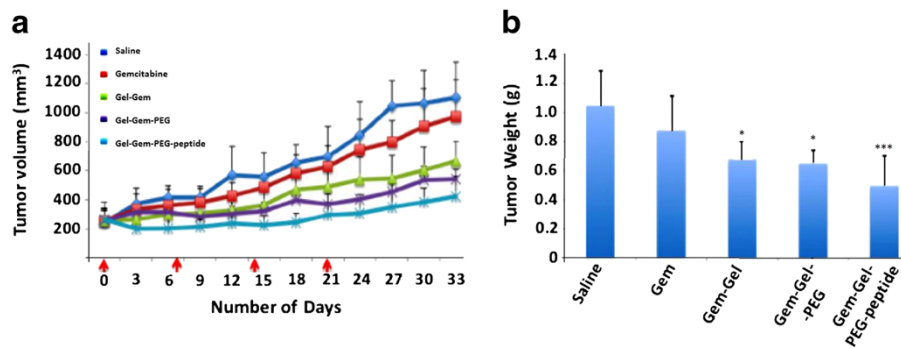 a
Tumor volume (mm³)
1400
1200
1000
800
600
400
200
Saline
Gemcitabine
Gel-Gem
Gel-Gem-PEG
Gel-Gem-PEG-peptide
0 3 6 9 12 15 18 21 24 27 30 33
Number of Days
b
Tumor Weight (g)
1.4
1.2
1.0
0.8
0.6
0.4
0.2
0
*
*
***
Saline
Gem
Gem-Gel
Gem-Gel-
-PEG
Gem-Gel-
PEG-peptide